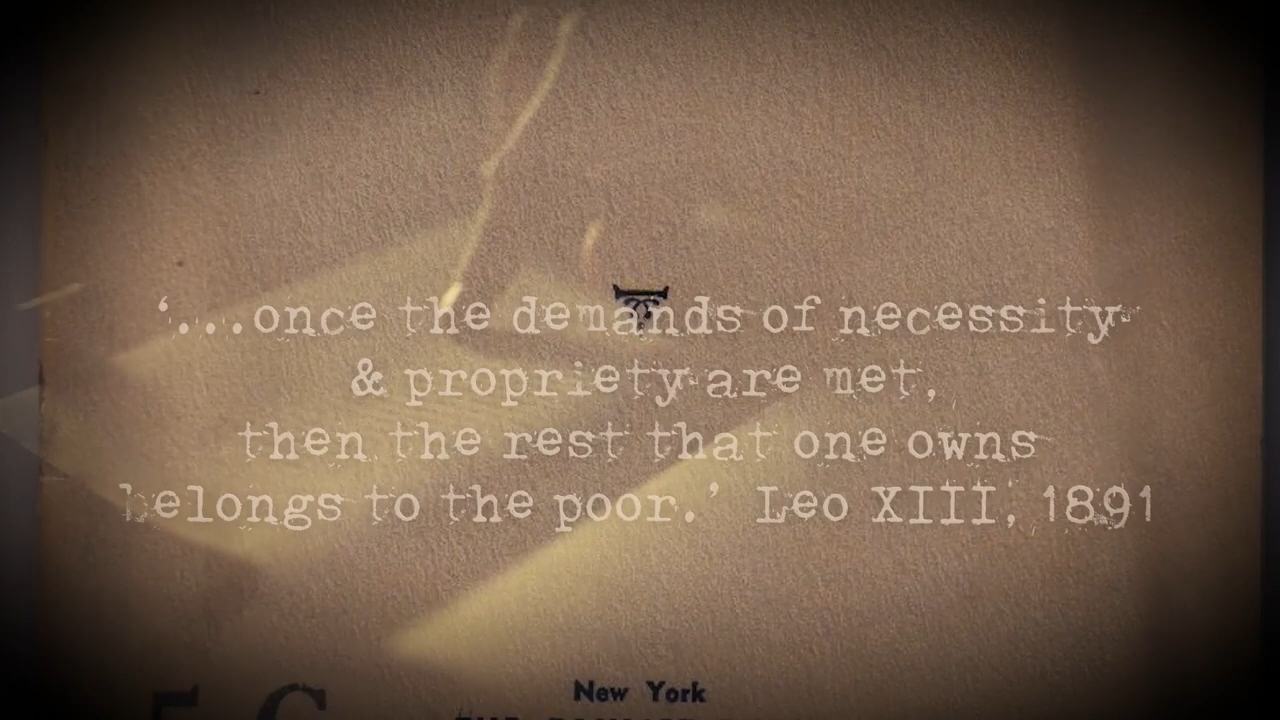 ‘...once the demands of necessity
& propriety are met,
then the rest that one owns
belongs to the poor.’ Leo XIII, 1891
New York